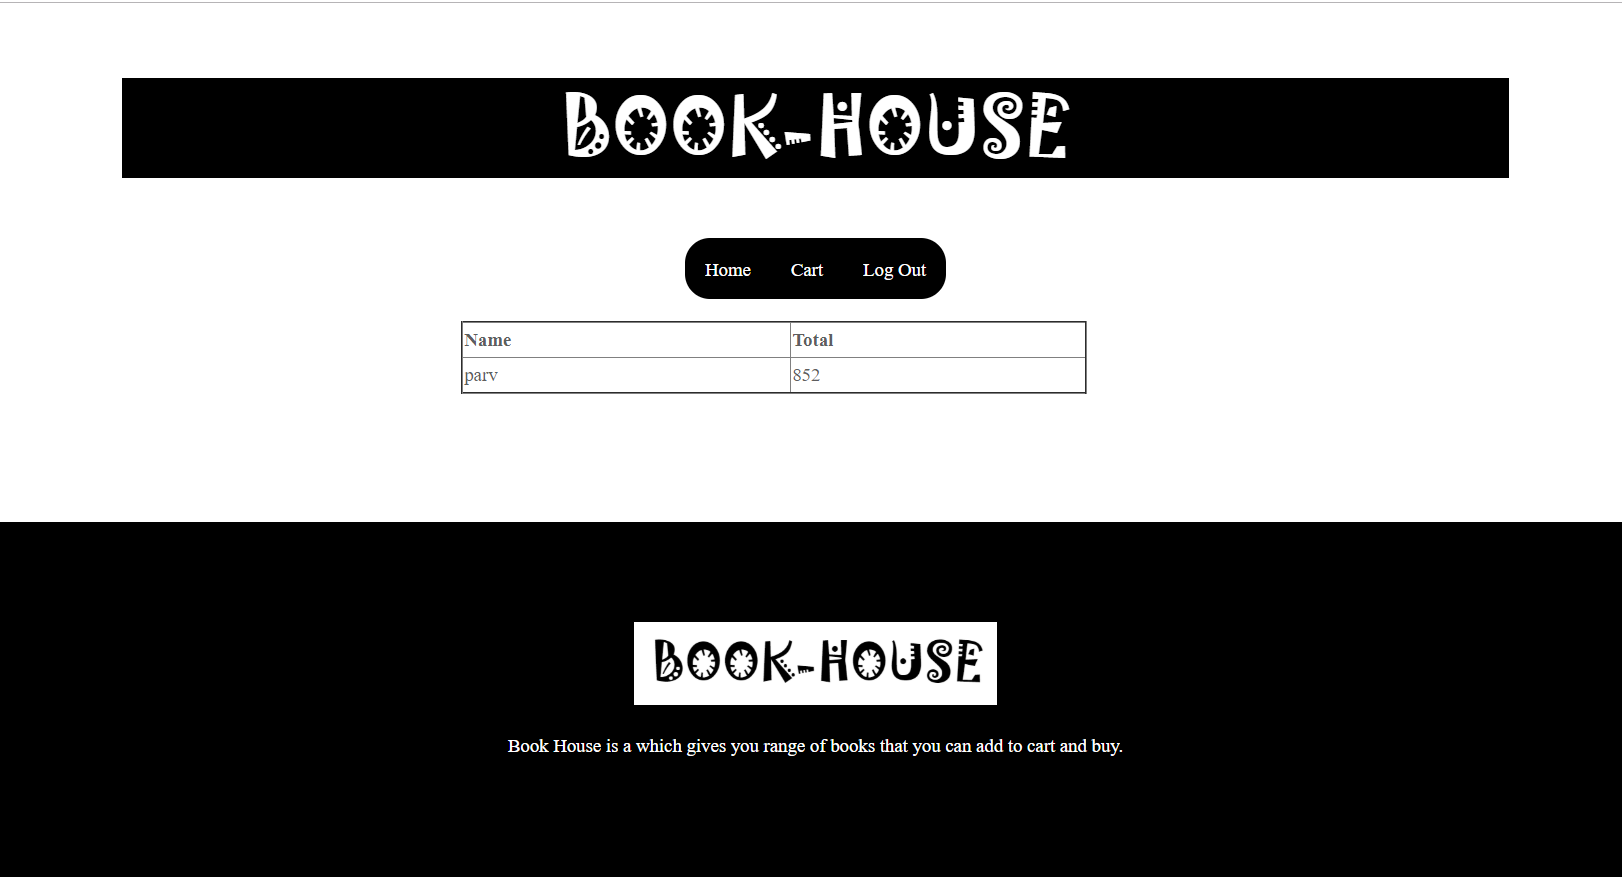 BOOK-HOUSE
Home Cart Log Out
Name Total
parv 852
BOOK-HOUSE
Book House is a which gives you range of books that you can add to cart and buy.